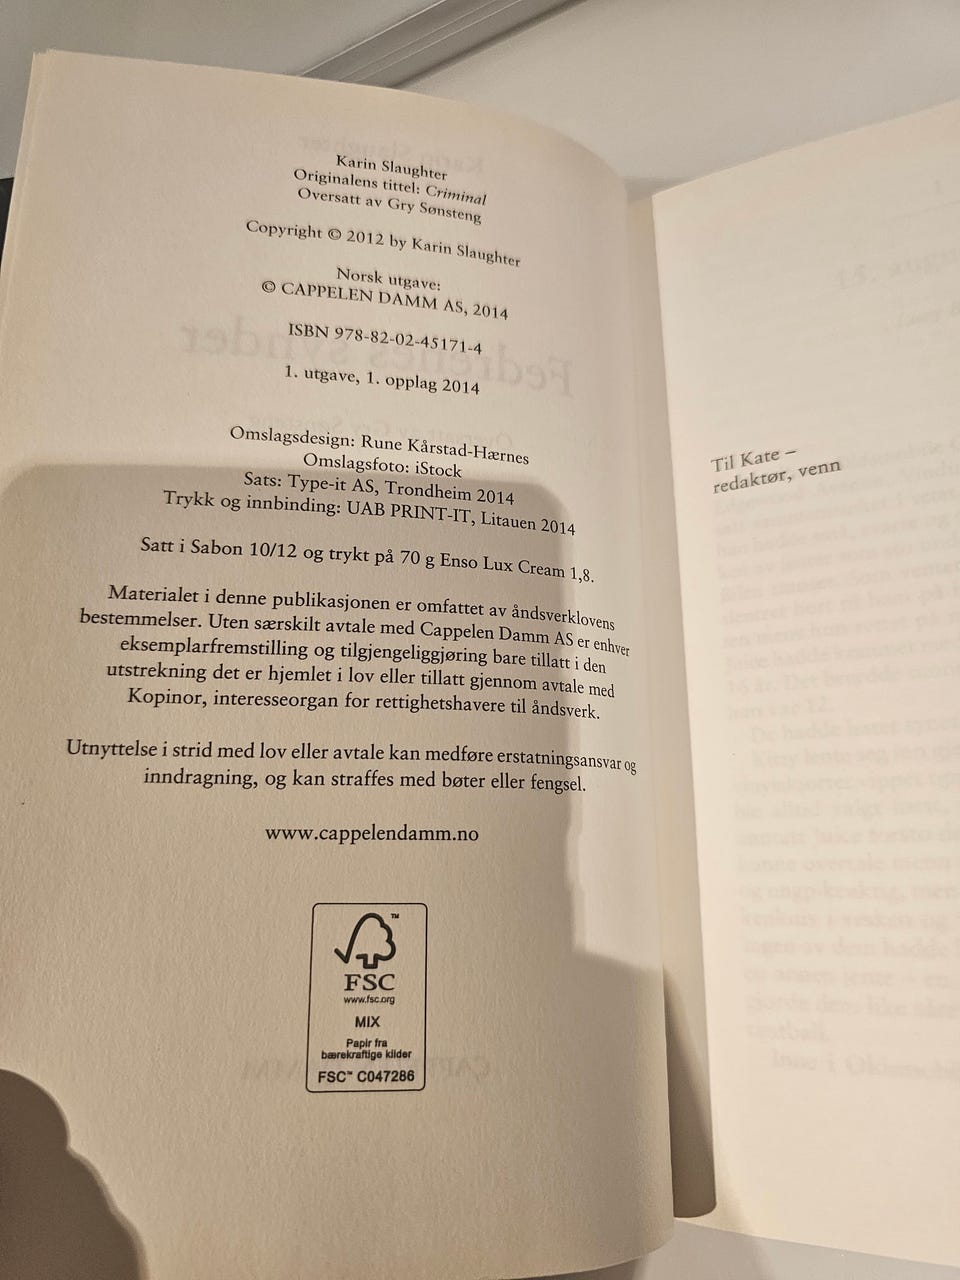 Karin Slaughter
Originalens tittel: Criminal
Oversatt av Gry Sønsteng
Copyright © 2012 by Karin Slaughter
Norsk utgave:
© CAPPELEN DAMM AS, 2014
ISBN 978-82-02-45171-4
1. utgave, 1. opplag 2014
Omslagsdesign: Rune Kårstad-Hærnes
Omslagsfoto: iStock
Sats: Type-it AS, Trondheim 2014
Trykk og innbinding: UAB PRINT-IT, Litauen 2014
Satt i Sabon 10/12 og trykt på 70 g Enso Lux Cream 1,8.
Materialet i denne publikasjonen er omfattet av åndsverklovens
bestemmelser. Uten særskilt avtale med Cappelen Damm AS er enhver
eksemplarfremstilling og tilgjengeliggjøring bare tillatt i den
utstrekning det er hjemlet i lov eller tillatt gjennom avtale med
Kopinor, interesseorgan for rettighetshavere til åndsverk.
Utnyttelse i strid med lov eller avtale kan medføre erstatningsansvar og
inndragning, og kan straffes med bøter eller fengsel.
www.cappelendamm.no
™
FSC
www.fsc.org
MIX
Papir fra
bærekraftige kilder
FSC™ C047286
Til Kate –
redaktør, venn